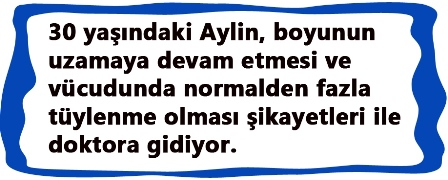 30 yaşındaki Aylin, boyunun
uzamaya devam etmesi ve
vücudunda normalden fazla
tüylenme olması şikayetleri ile
doktora gidiyor.